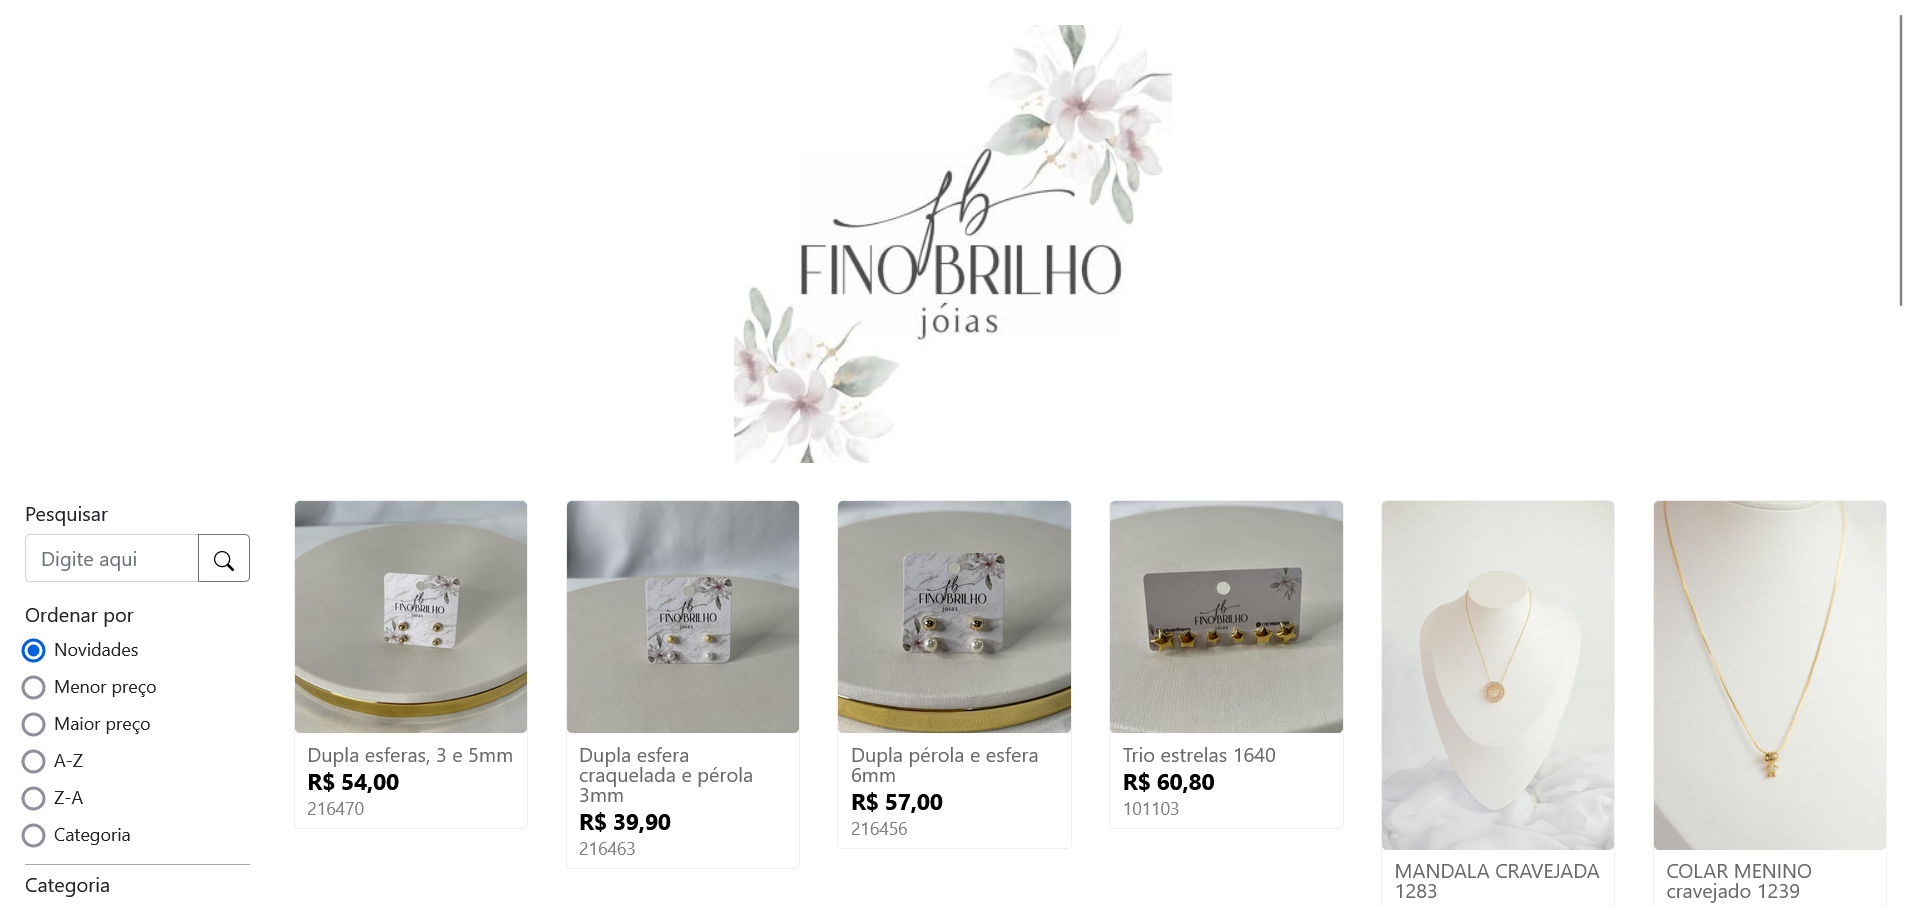 fb
FINO BRILHO
jóias
Pesquisar
Digite aqui
Ordenar por
Novidades
Menor preço
Maior preço
A-Z
Z-A
Categoria
Categoria
fb
FINO BRILHO
jóias
Dupla esferas, 3 e 5mm
R$ 54,00
216470
fb
FINO BRILHO
jóias
Dupla esfera
craquelada e pérola
3mm
R$ 39,90
216463
fb
FINO BRILHO
jóias
Dupla pérola e esfera
6mm
R$ 57,00
216456
fb
FINO BRILHO
jóias
Trio estrelas 1640
R$ 60,80
101103
MANDALA CRAVEJADA
1283
COLAR MENINO
cravejado 1239